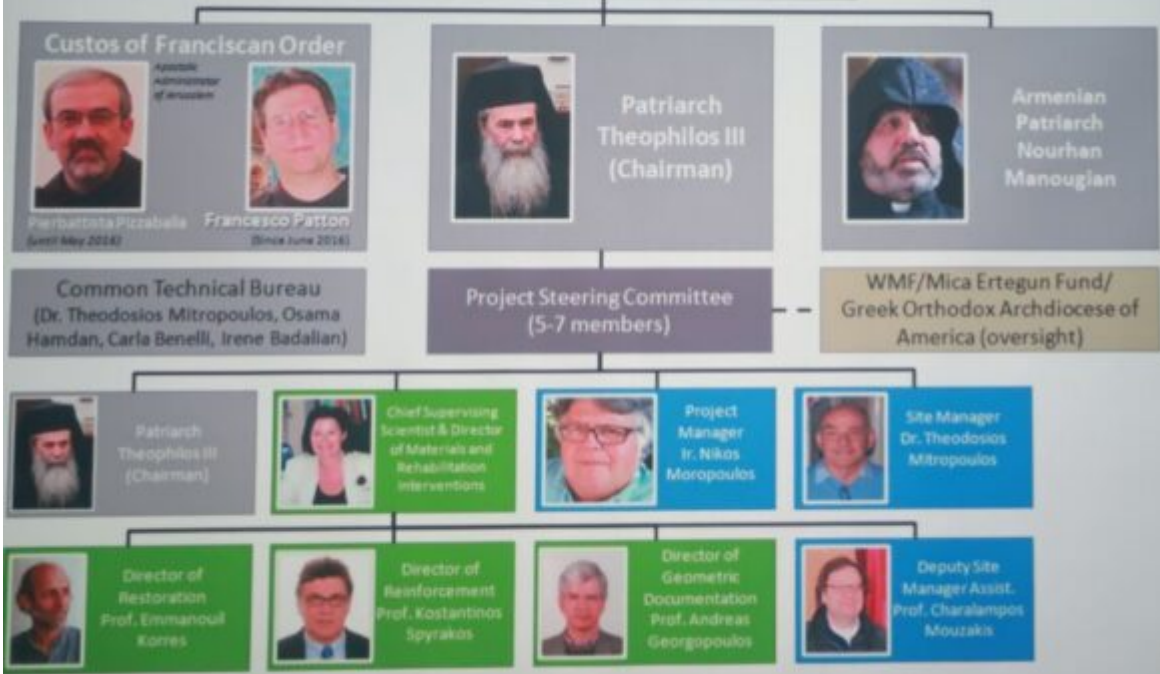 Custos of Franciscan Order
Apostolic
Administrator
of Jerusalem
Pierbattista Pizzaballa
(until May 2016)
Francesco Patton
(Since June 2016)
Patriarch
Theophilos III
(Chairman)
Armenian
Patriarch
Nourhan
Manougian
Common Technical Bureau
(Dr. Theodosios Mitropoulos, Osama
Hamdan, Carla Benelli, Irene Badalian)
Project Steering Committee
(5-7 members)
WMF/Mica Ertegun Fund/
Greek Orthodox Archdiocese of
America (oversight)
Patriarch
Theophilos III
(Chairman)
Chief Supervising
Scientist & Director
of Materials and
Rehabilitation
Interventions
Project
Manager
Ir. Nikos
Moropoulos
Site Manager
Dr. Theodosios
Mitropoulos
Director of
Restoration
Prof. Emmanouil
Korres
Director of
Reinforcement
Prof. Kostantinos
Spyrakos
Director of
Geometric
Documentation
Prof. Andreas
Georgopoulos
Deputy Site
Manager Assist.
Prof. Charalampos
Mouzakis